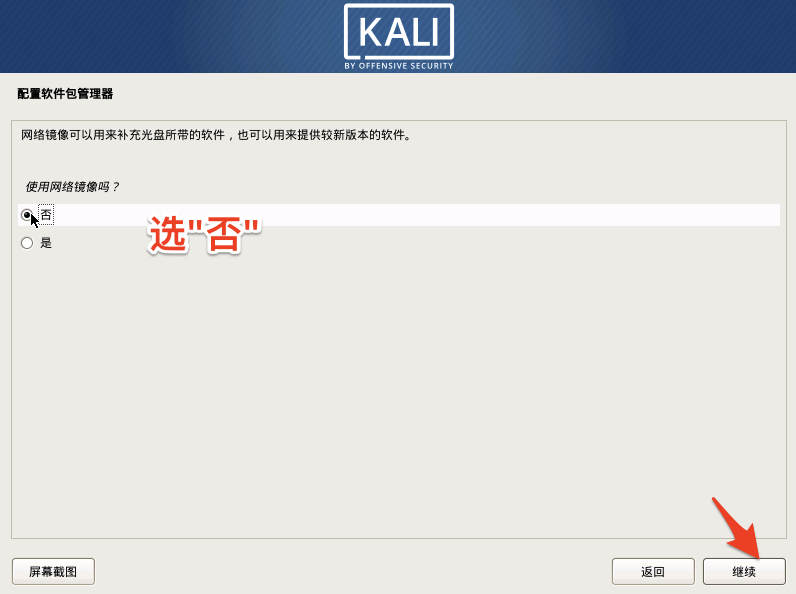 KALI
BY OFFENSIVE SECURITY
配置软件包管理器
网络镜像可以用来补充光盘所带的软件，也可以用来提供较新版本的软件。
使用网络镜像吗？
否
选"否"
是
屏幕截图
返回
继续